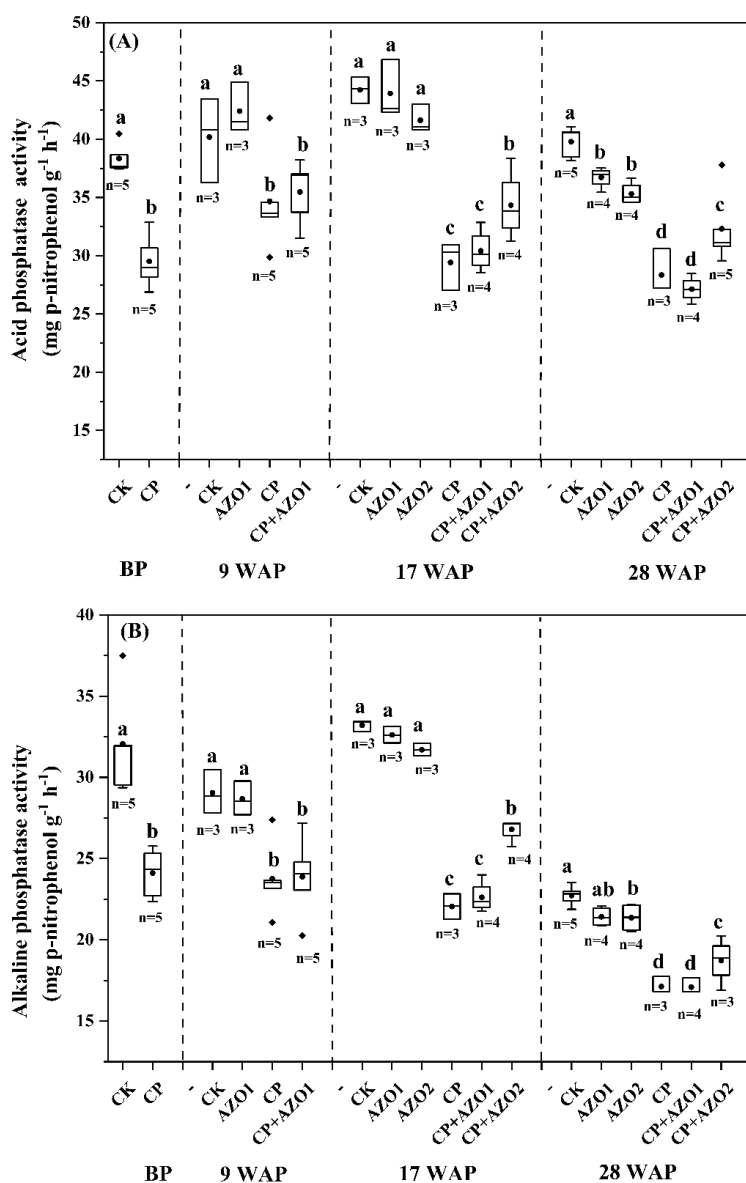 (A)
Acid phosphatase activity
(mg p-nitrophenol g⁻¹ h⁻¹)
50
45
40
35
30
25
20
15
a
n=5
b
n=5
a
n=3
a
n=3
b
n=5
b
n=5
a
n=3
a
n=3
a
n=3
c
n=3
c
n=4
b
n=4
a
n=5
b
n=4
b
n=4
d
n=3
d
n=4
c
n=5
CK CP - CK AZO1 CP CP+AZO1 - CK AZO1 AZO2 CP CP+AZO1 CP+AZO2 - CK AZO1 AZO2 CP CP+AZO1 CP+AZO2
BP 9 WAP 17 WAP 28 WAP
(B)
Alkaline phosphatase activity
(mg p-nitrophenol g⁻¹ h⁻¹)
40
35
30
25
20
15
a
n=5
b
n=5
a
n=3
a
n=3
b
n=5
b
n=5
a
n=3
a
n=3
a
n=3
c
n=3
c
n=4
b
n=4
a
n=5
ab
n=4
b
n=4
d
n=3
d
n=4
c
n=3
CK CP - CK AZO1 CP CP+AZO1 - CK AZO1 AZO2 CP CP+AZO1 CP+AZO2 - CK AZO1 AZO2 CP CP+AZO1 CP+AZO2
BP 9 WAP 17 WAP 28 WAP